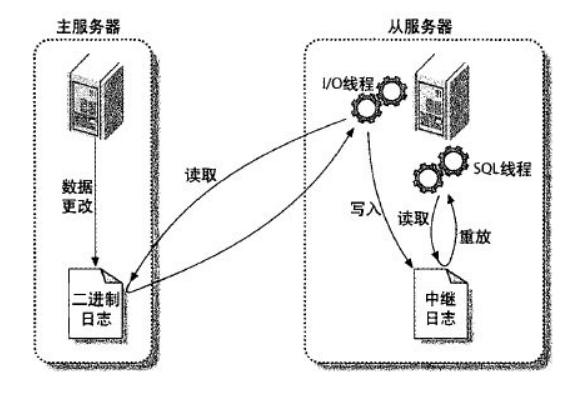 主服务器
从服务器
I/O线程
SQL线程
数据
更改
读取
写入
读取
重放
二进制
日志
中继
日志